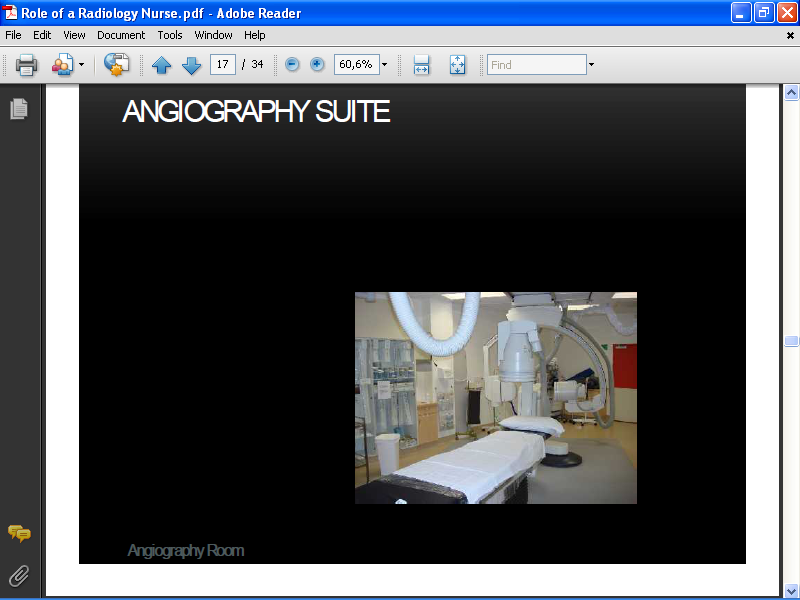 Role of a Radiology Nurse.pdf - Adobe Reader
File Edit View Document Tools Window Help
17 / 34 60,6% Find
ANGIOGRAPHY SUITE
Angiography Room